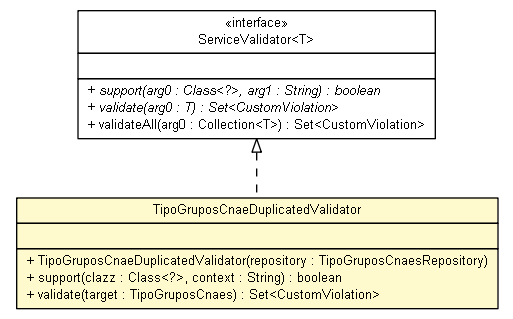 «interface»
ServiceValidator<T>
+ support(arg0 : Class<?>, arg1 : String) : boolean
+ validate(arg0 : T) : Set<CustomViolation>
+ validateAll(arg0 : Collection<T>) : Set<CustomViolation>
TipoGruposCnaeDuplicatedValidator
+ TipoGruposCnaeDuplicatedValidator(repository : TipoGruposCnaesRepository)
+ support(clazz : Class<?>, context : String) : boolean
+ validate(target : TipoGruposCnaes) : Set<CustomViolation>